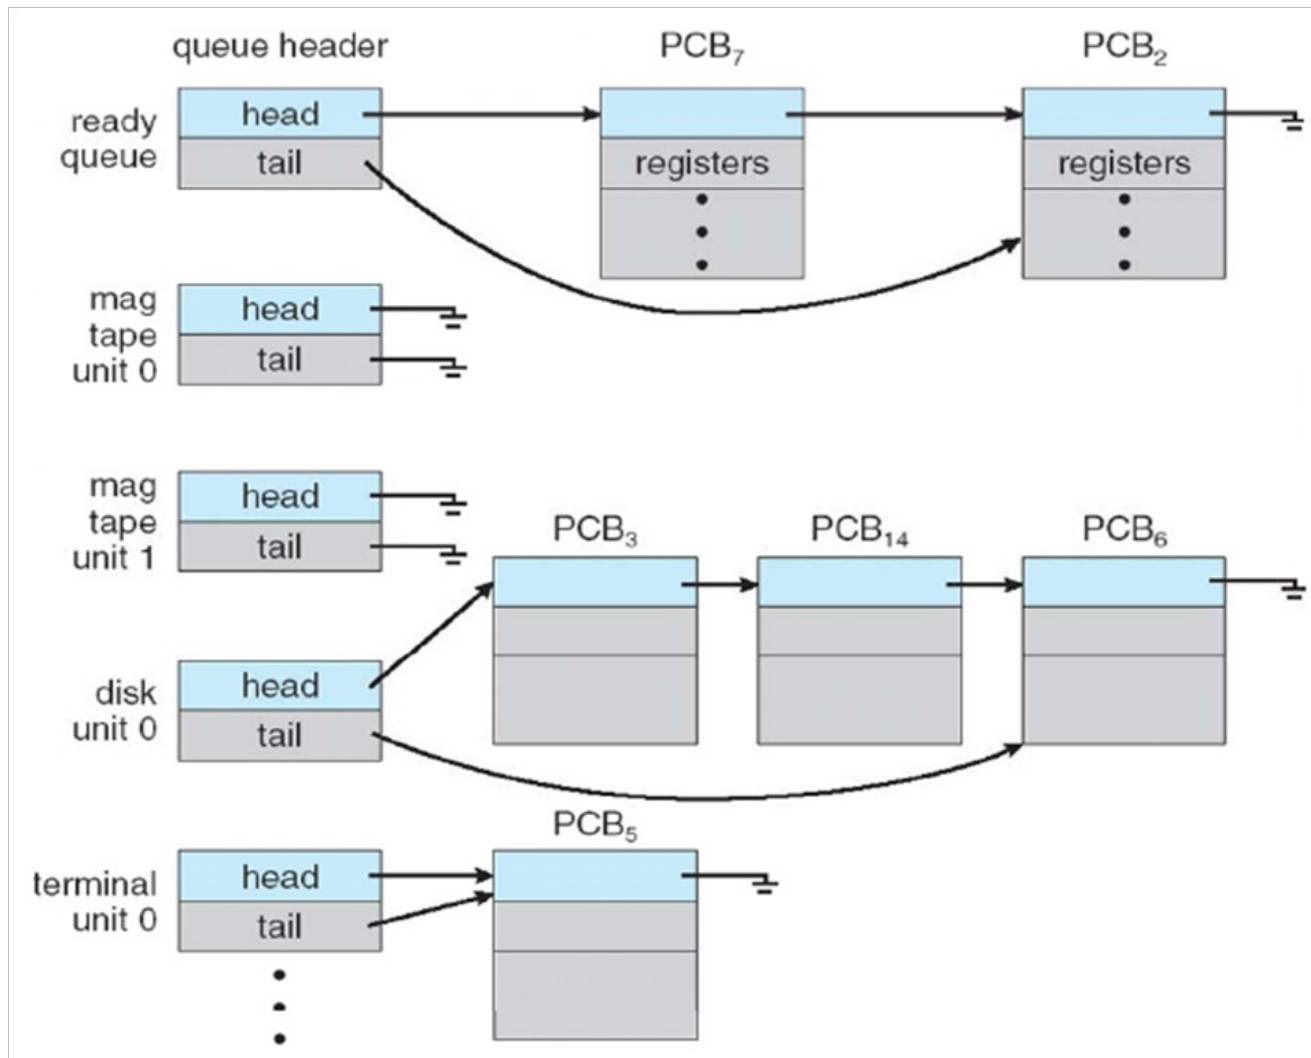 queue header
PCB₇
PCB₂
ready
queue
head
tail
registers
registers
mag
tape
unit 0
head
tail
mag
tape
unit 1
head
tail
PCB₃
PCB₁₄
PCB₆
disk
unit 0
head
tail
PCB₅
terminal
unit 0
head
tail